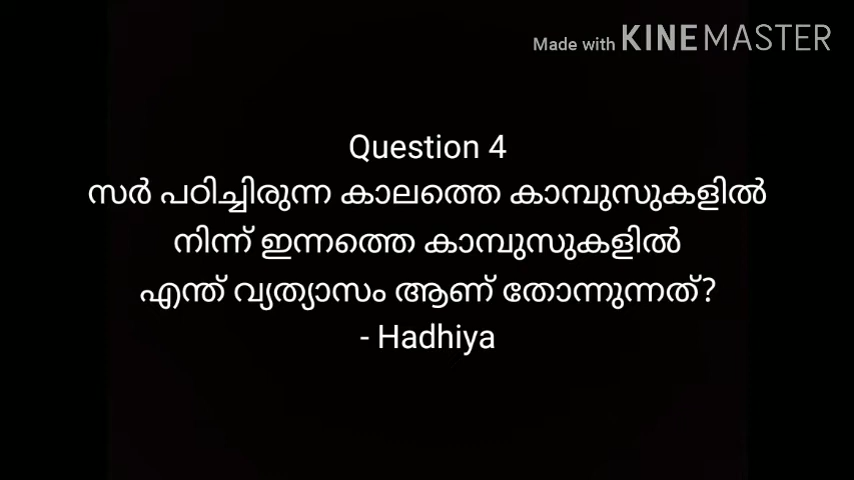 Made with KINEMASTER
Question 4
സർ പഠിച്ചിരുന്ന കാലത്തെ കാമ്പുസുകളിൽ
നിന്ന് ഇന്നത്തെ കാമ്പുസുകളിൽ
എന്ത് വ്യത്യാസം ആണ് തോന്നുന്നത്?
- Hadhiya